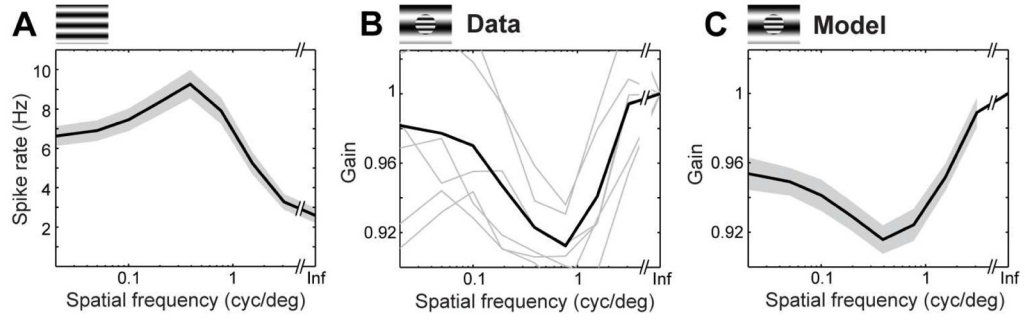 A
B Data
C Model
Spike rate (Hz)
10
8
6
4
2
0.1 1 Inf
Spatial frequency (cyc/deg)
Gain
1
0.96
0.92
0.1 1 Inf
Spatial frequency (cyc/deg)
Gain
1
0.96
0.92
0.1 1 Inf
Spatial frequency (cyc/deg)